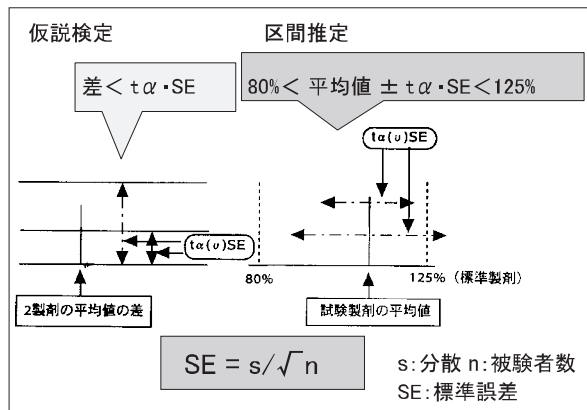 仮説検定
区間推定
差< tα・SE
80%< 平均値 ± tα・SE<125%
tα(υ)SE
tα(υ)SE
80%
125% (標準製剤)
2製剤の平均値の差
試験製剤の平均値
SE = s/√n
s:分散 n:被験者数
SE:標準誤差